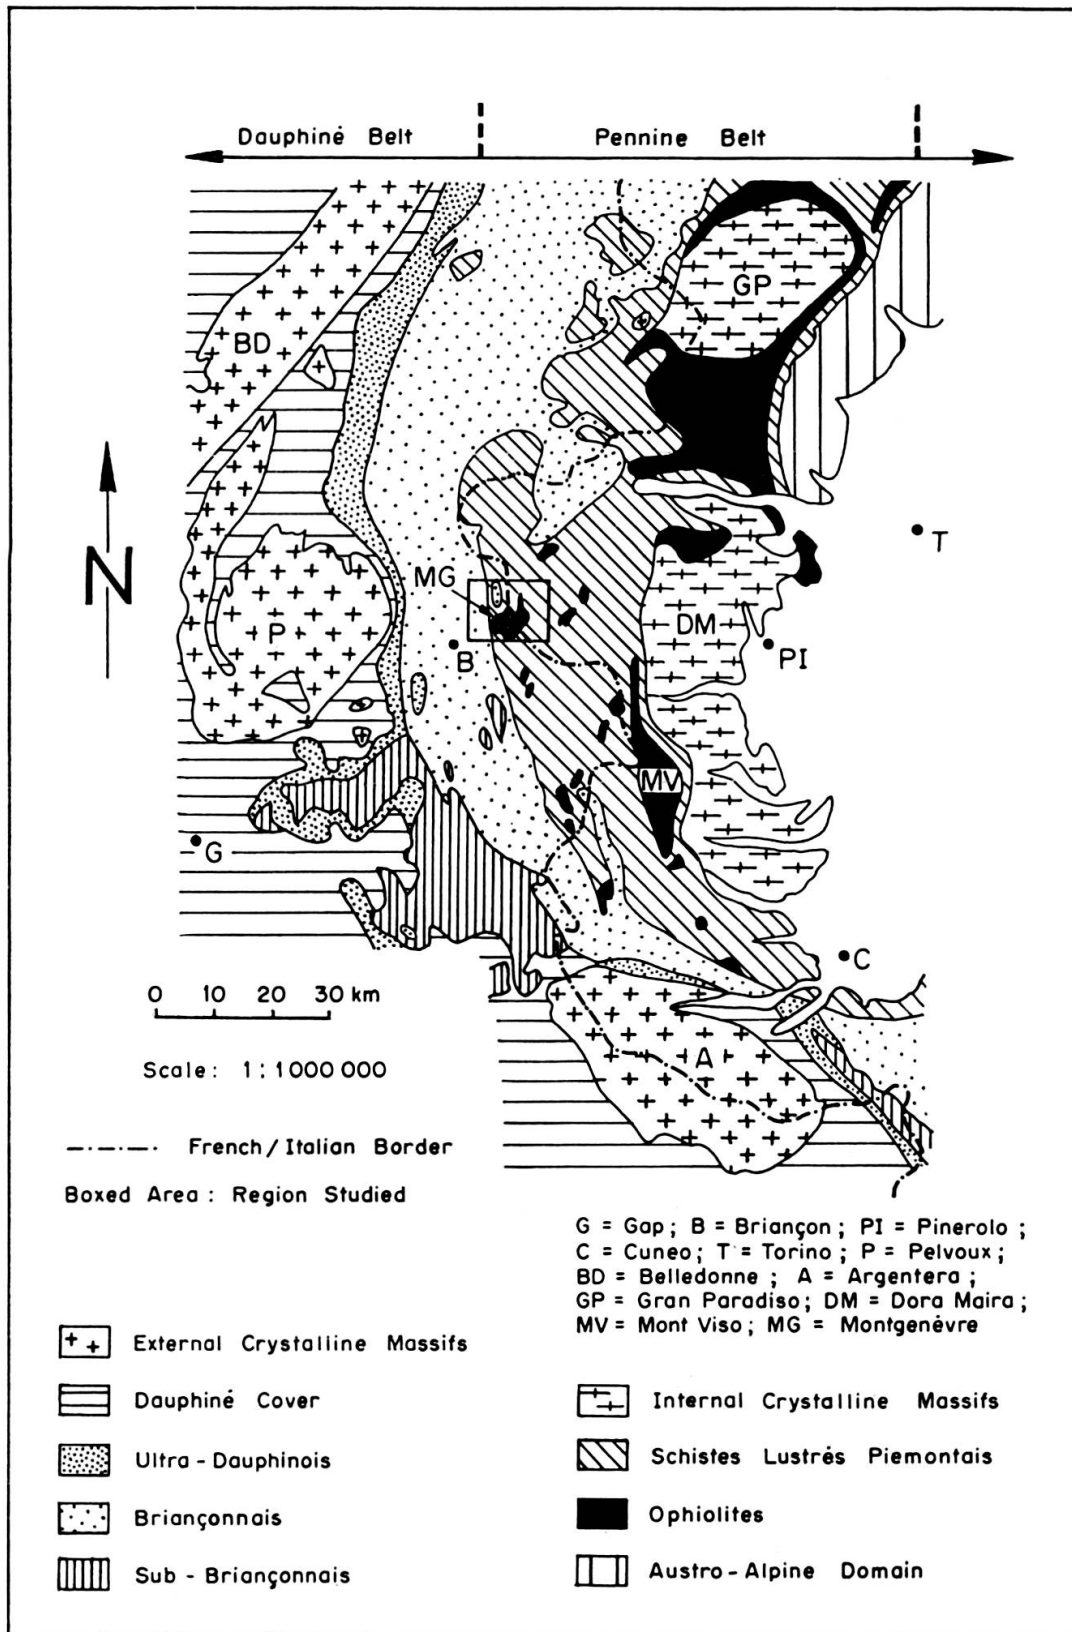 Dauphiné Belt
Pennine Belt
GP
BD
N
T
MG
P
B
DM
PI
MV
G
C
0 10 20 30 km
A
Scale: 1:1000 000
French/Italian Border
Boxed Area: Region Studied
G = Gap; B = Briançon; PI = Pinerolo;
C = Cuneo; T = Torino; P = Pelvoux;
BD = Belledonne; A = Argentera;
GP = Gran Paradiso; DM = Dora Maira;
MV = Mont Viso; MG = Montgenévre
External Crystalline Massifs
Dauphiné Cover
Ultra-Dauphinois
Briançonnais
Sub-Briançonnais
Internal Crystalline Massifs
Schistes Lustrés Piemontais
Ophiolites
Austro-Alpine Domain